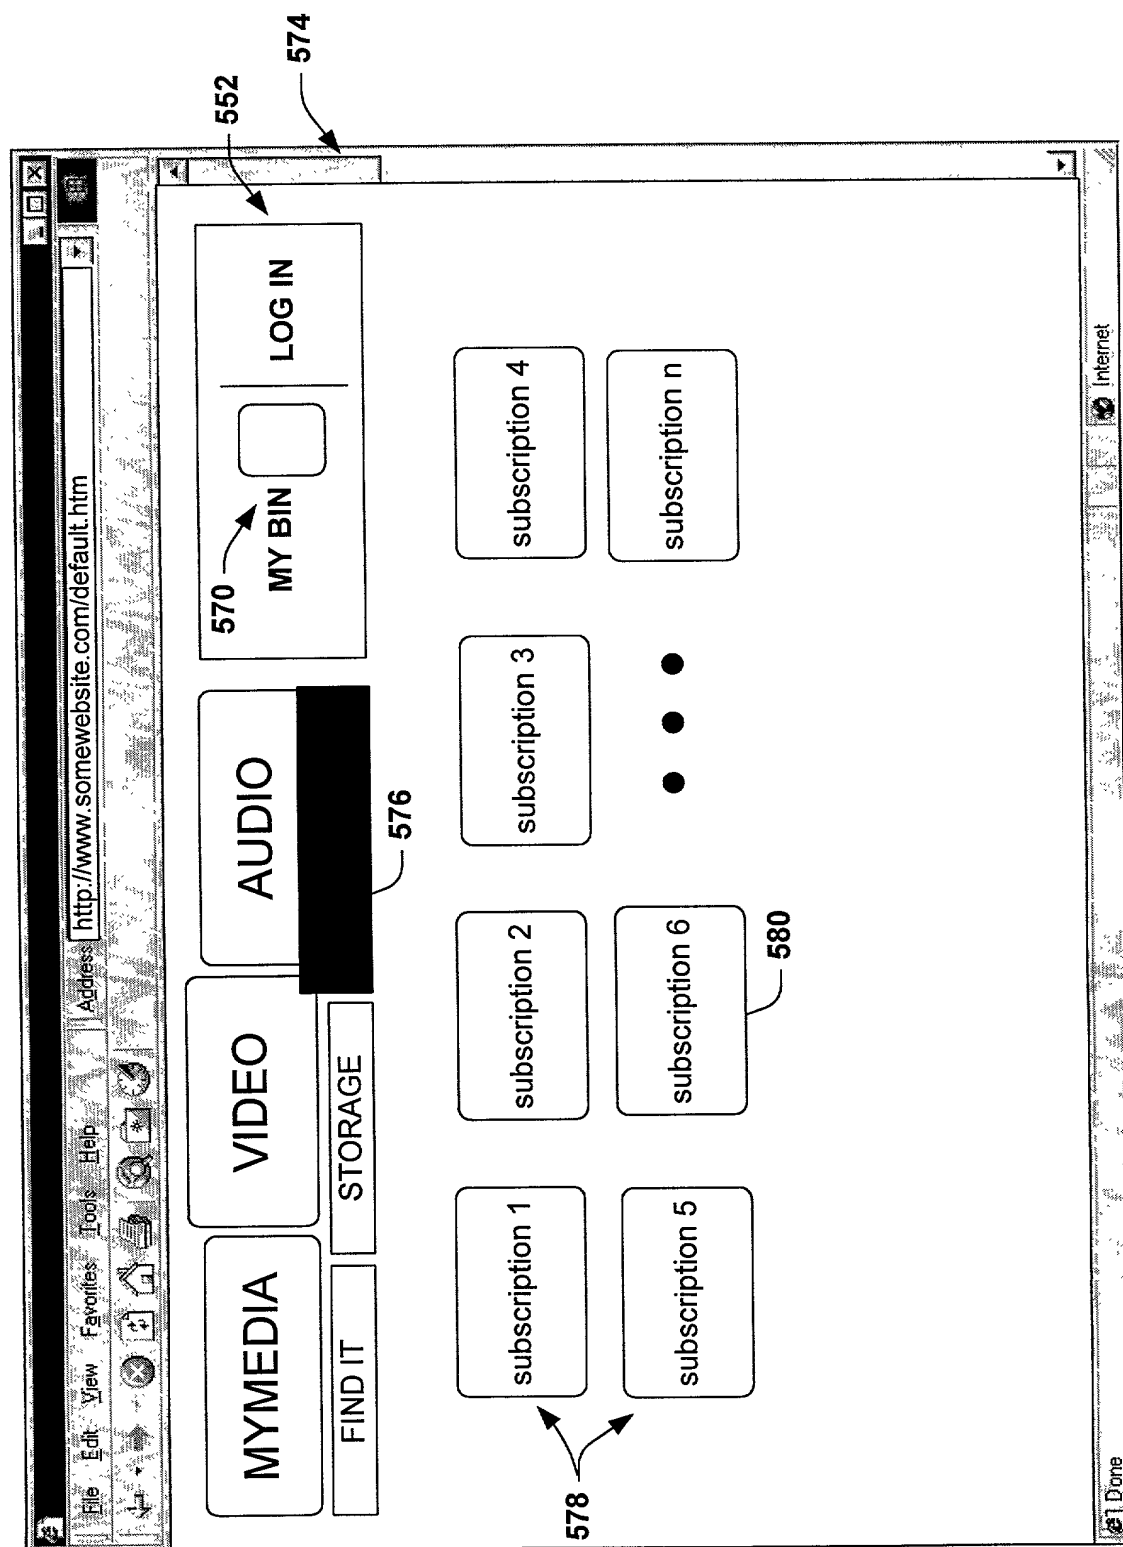 File Edit View Favorites Tools Help
Address http://www.somewebsite.com/default.htm
MYMEDIA
VIDEO
AUDIO
570
MY BIN
LOG IN
552
574
FIND IT
STORAGE
576
subscription 1
subscription 2
subscription 3
subscription 4
578
subscription 5
subscription 6
subscription n
580
Done
Internet